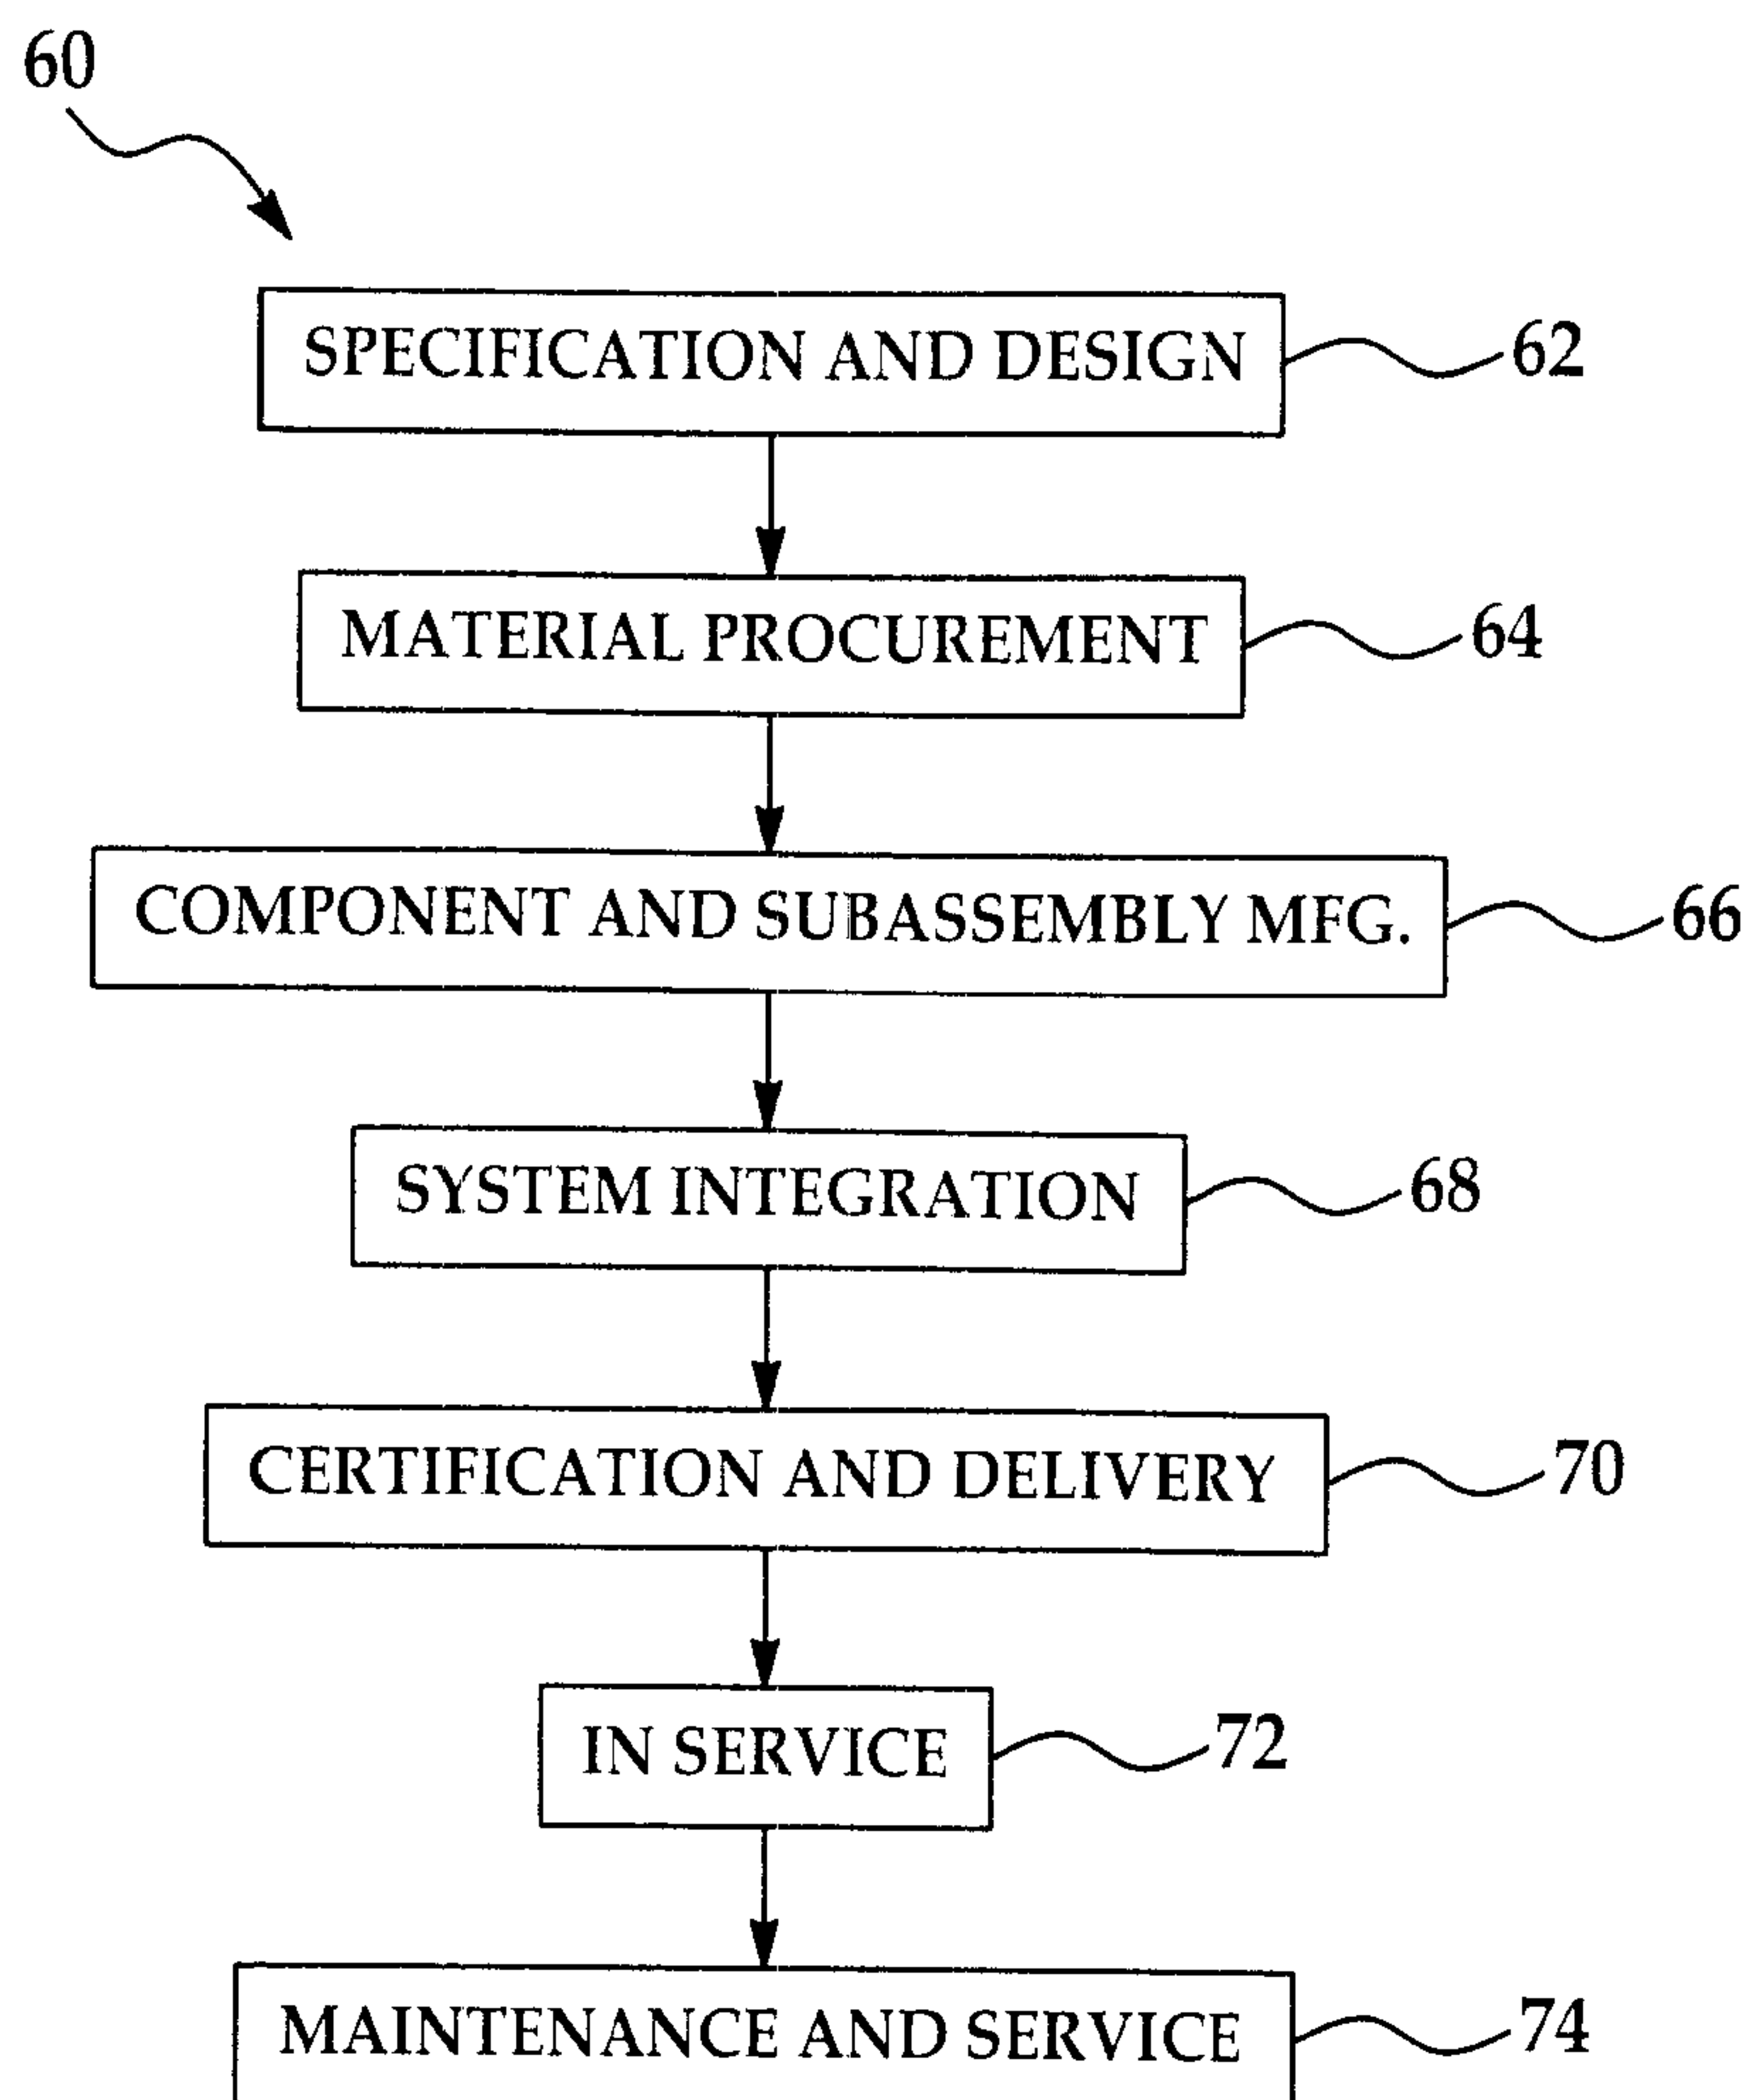 60
SPECIFICATION AND DESIGN 62
MATERIAL PROCUREMENT 64
COMPONENT AND SUBASSEMBLY MFG. 66
SYSTEM INTEGRATION 68
CERTIFICATION AND DELIVERY 70
IN SERVICE 72
MAINTENANCE AND SERVICE 74